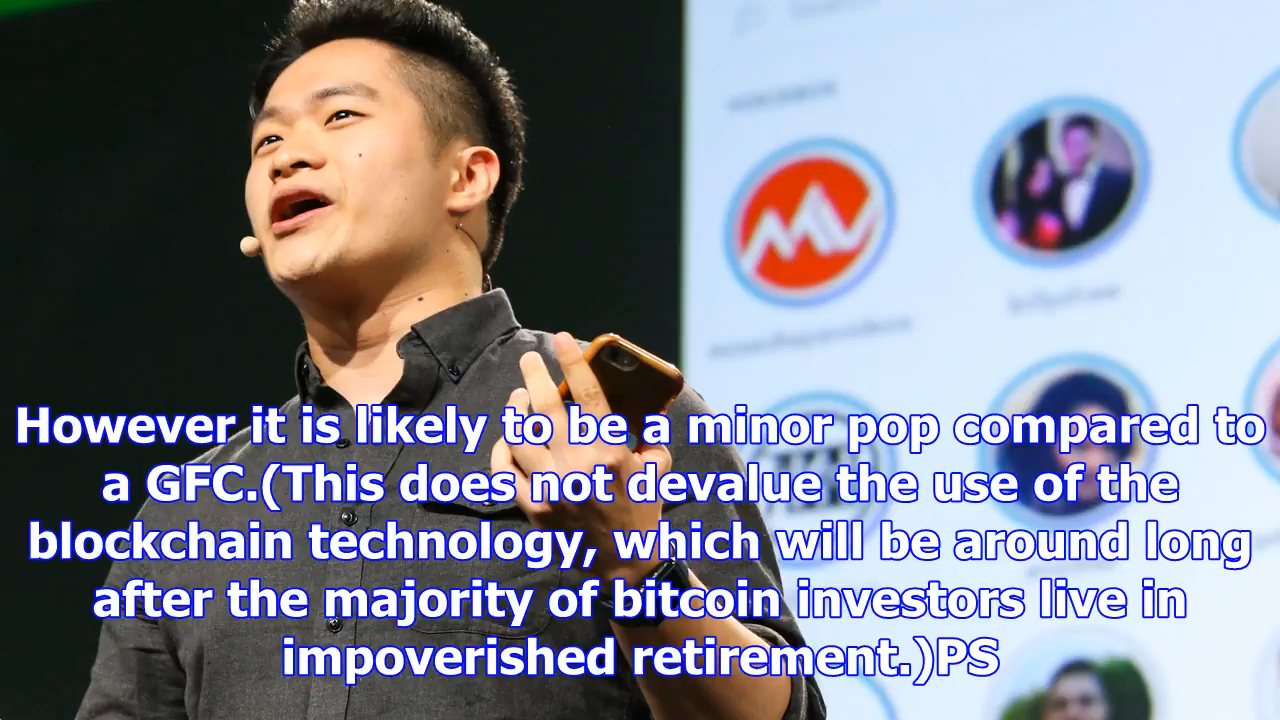 However it is likely to be a minor pop compared to
a GFC.(This does not devalue the use of the
blockchain technology, which will be around long
after the majority of bitcoin investors live in
impoverished retirement.)PS